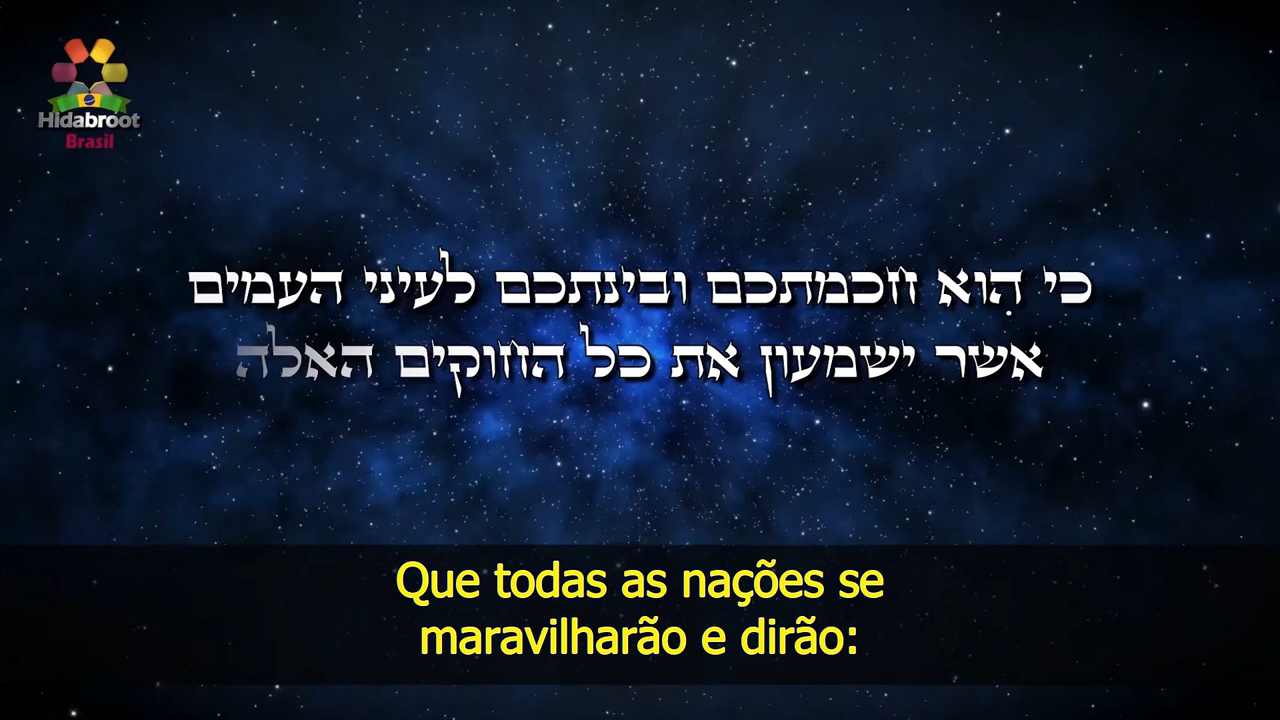 Hidabroot
Brasil
כי הִוא חכמתכם ובינתכם לעיני העמים
אשר ישמעון את כל החוקים האלה
Que todas as nações se
maravilharão e dirão: